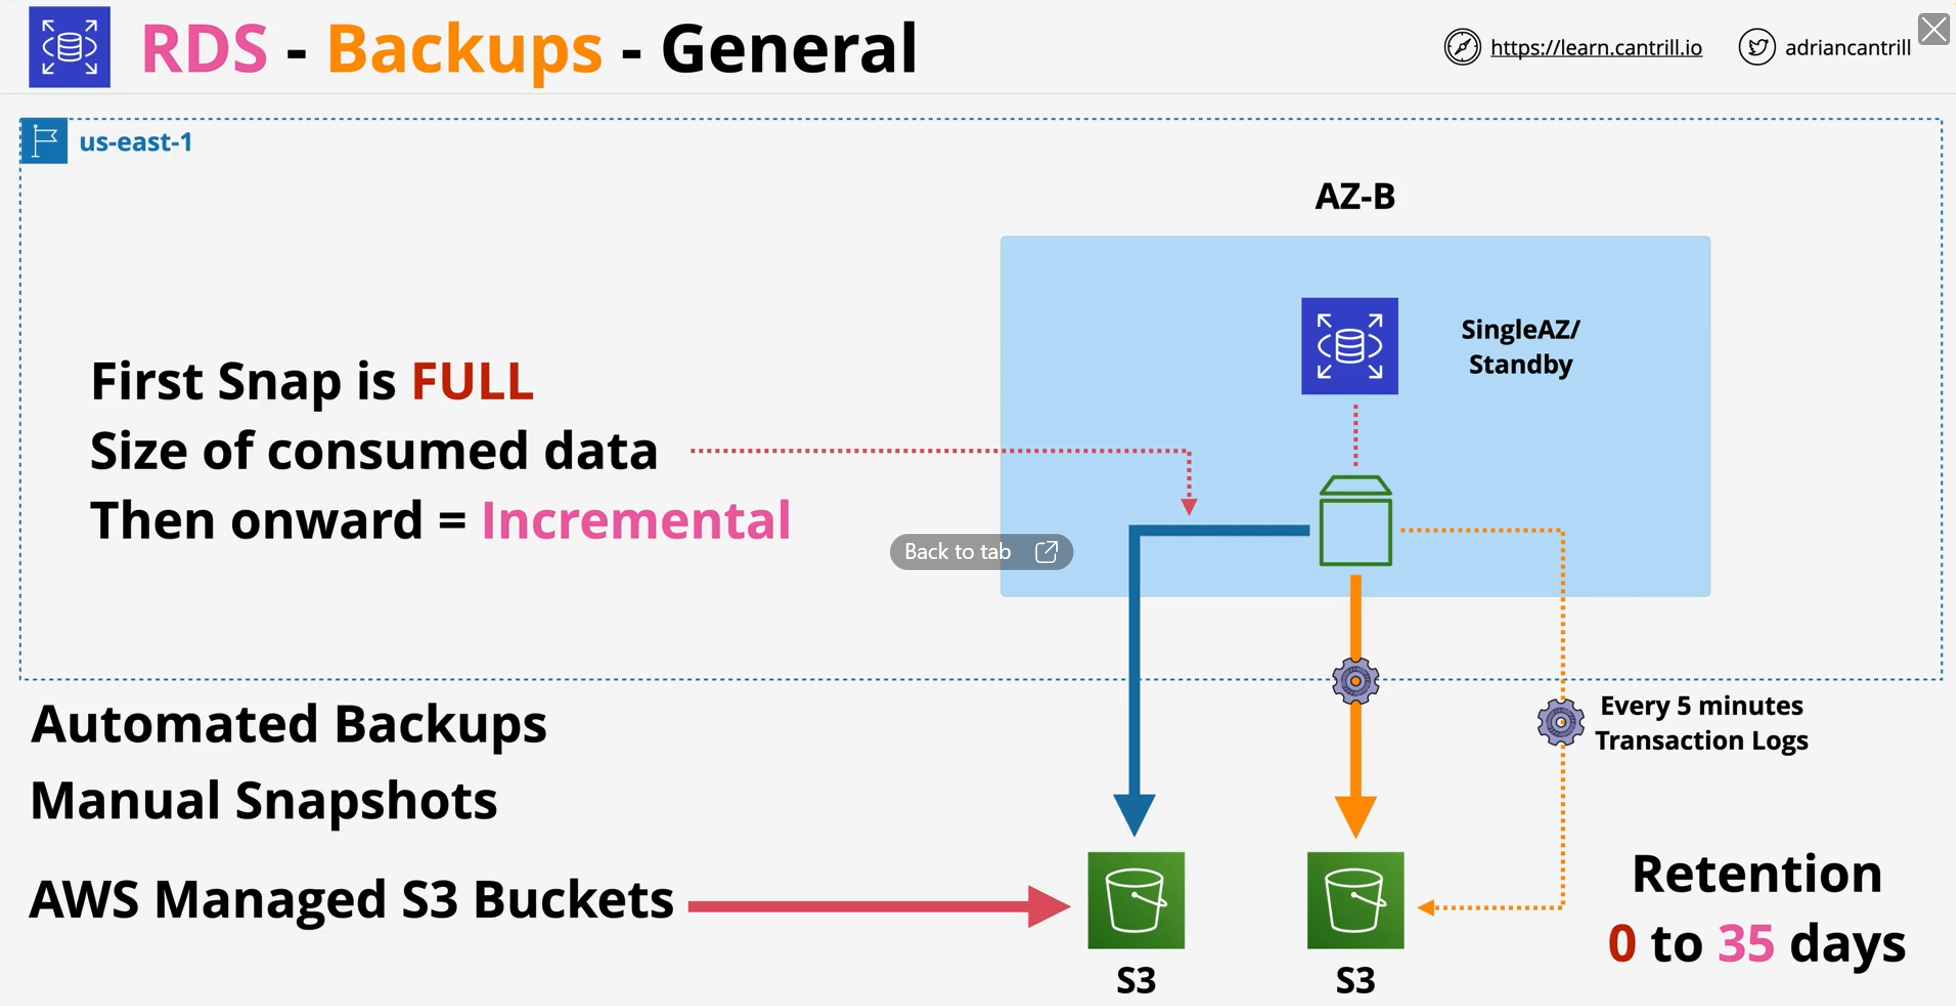 RDS - Backups - General
https://learn.cantrill.io
adriancantrill
us-east-1
AZ-B
SingleAZ/
Standby
First Snap is FULL
Size of consumed data
Then onward = Incremental
Back to tab
Automated Backups
Manual Snapshots
AWS Managed S3 Buckets
Every 5 minutes
Transaction Logs
Retention
0 to 35 days
S3
S3